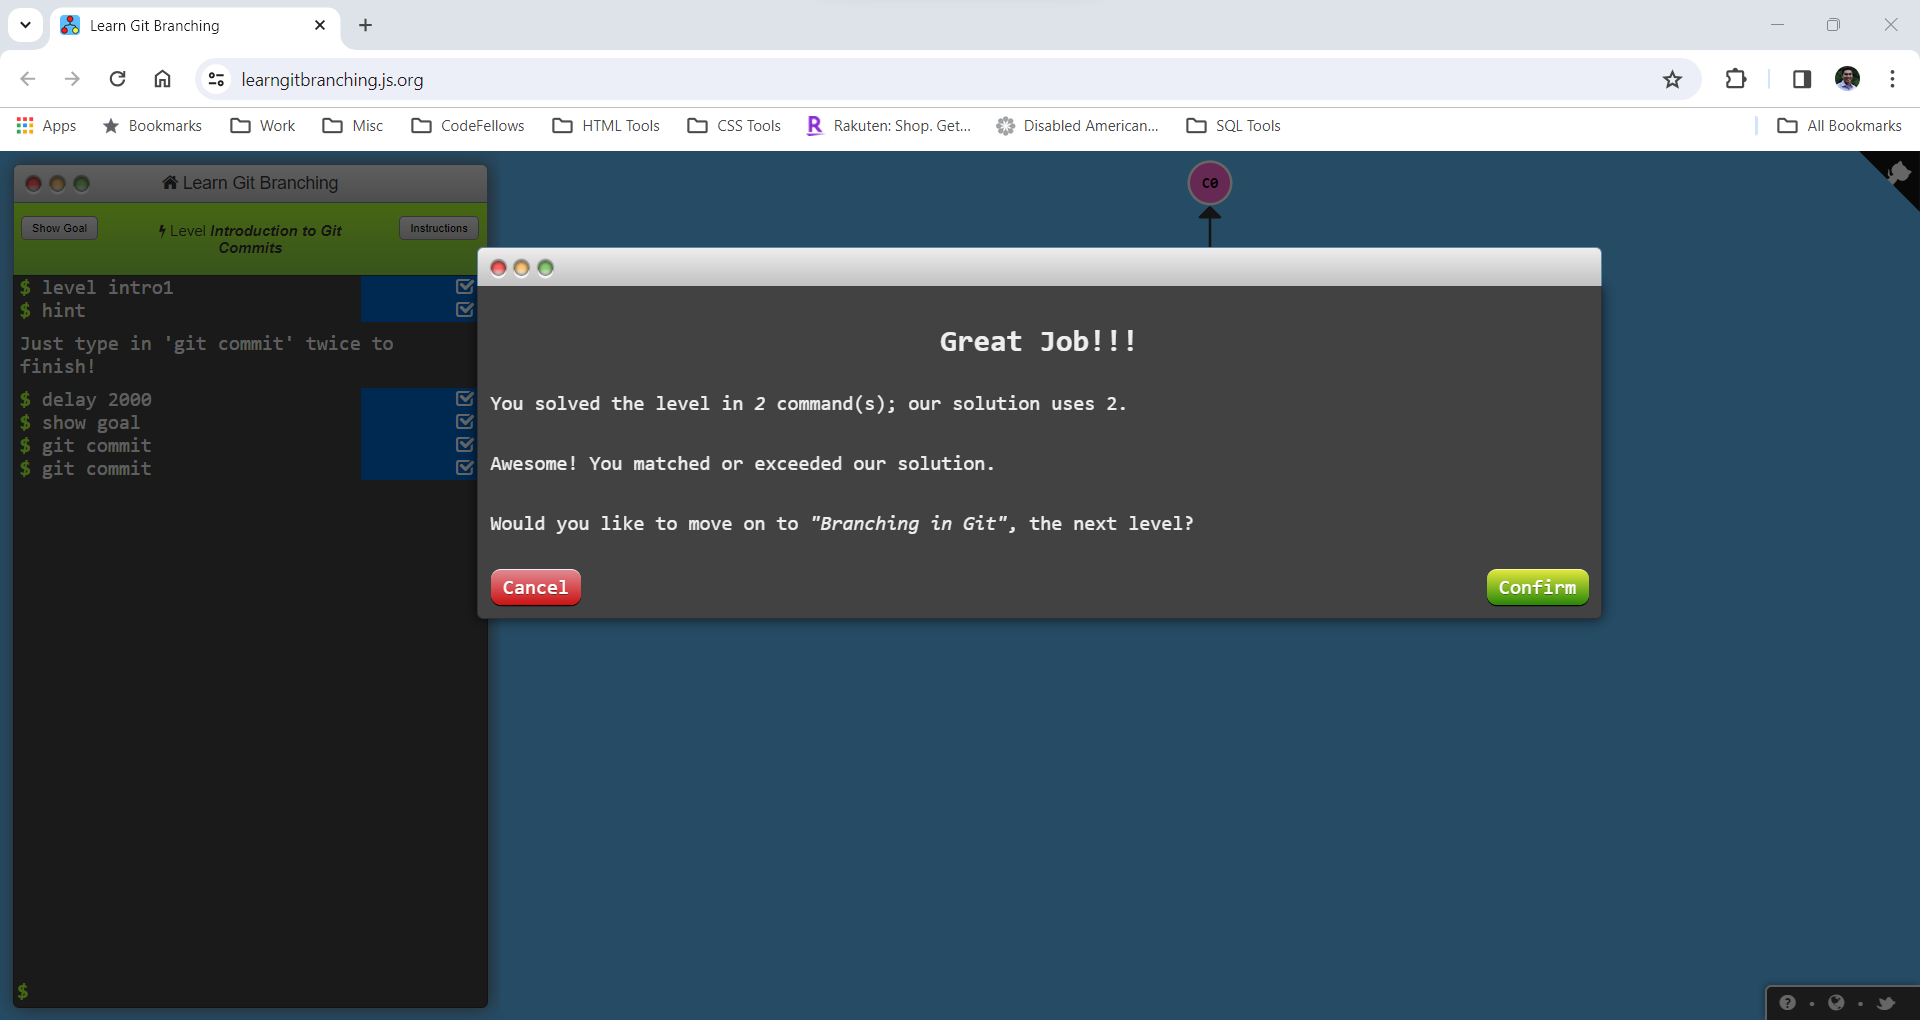 Learn Git Branching
learngitbranching.js.org
Apps Bookmarks Work Misc CodeFellows HTML Tools CSS Tools Rakuten: Shop. Get... Disabled American... SQL Tools All Bookmarks
Learn Git Branching
Show Goal
Level Introduction to Git
Commits
Instructions
$ level intro1
$ hint
Just type in 'git commit' twice to
finish!
$ delay 2000
$ show goal
$ git commit
$ git commit
$
C0
Great Job!!!
You solved the level in 2 command(s); our solution uses 2.
Awesome! You matched or exceeded our solution.
Would you like to move on to "Branching in Git", the next level?
Cancel
Confirm